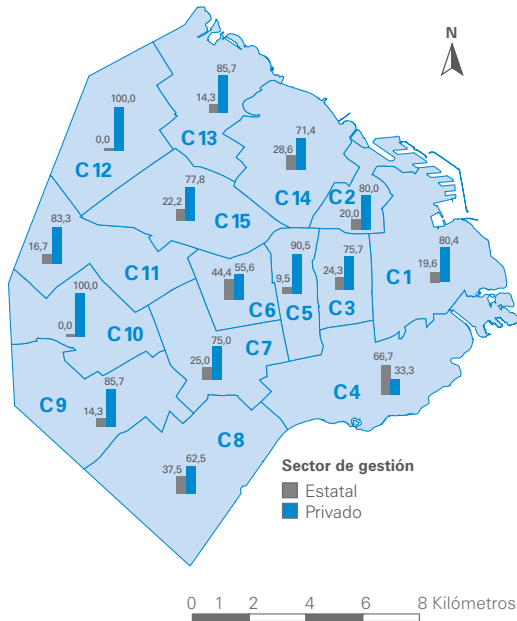 N
85,7
14,3
C 13
100,0
0,0
C 12
71,4
28,6
C 14
C 2
80,0
20,0
77,8
22,2
C 15
83,3
16,7
C 11
80,4
19,6
C 1
90,5
9,5
C 5
75,7
24,3
C 3
44,4
55,6
C 6
100,0
0,0
C 10
75,0
25,0
C 7
66,7
33,3
C 4
85,7
14,3
C 9
C 8
62,5
37,5
Sector de gestión
Estatal
Privado
0 1 2 4 6 8 Kilómetros